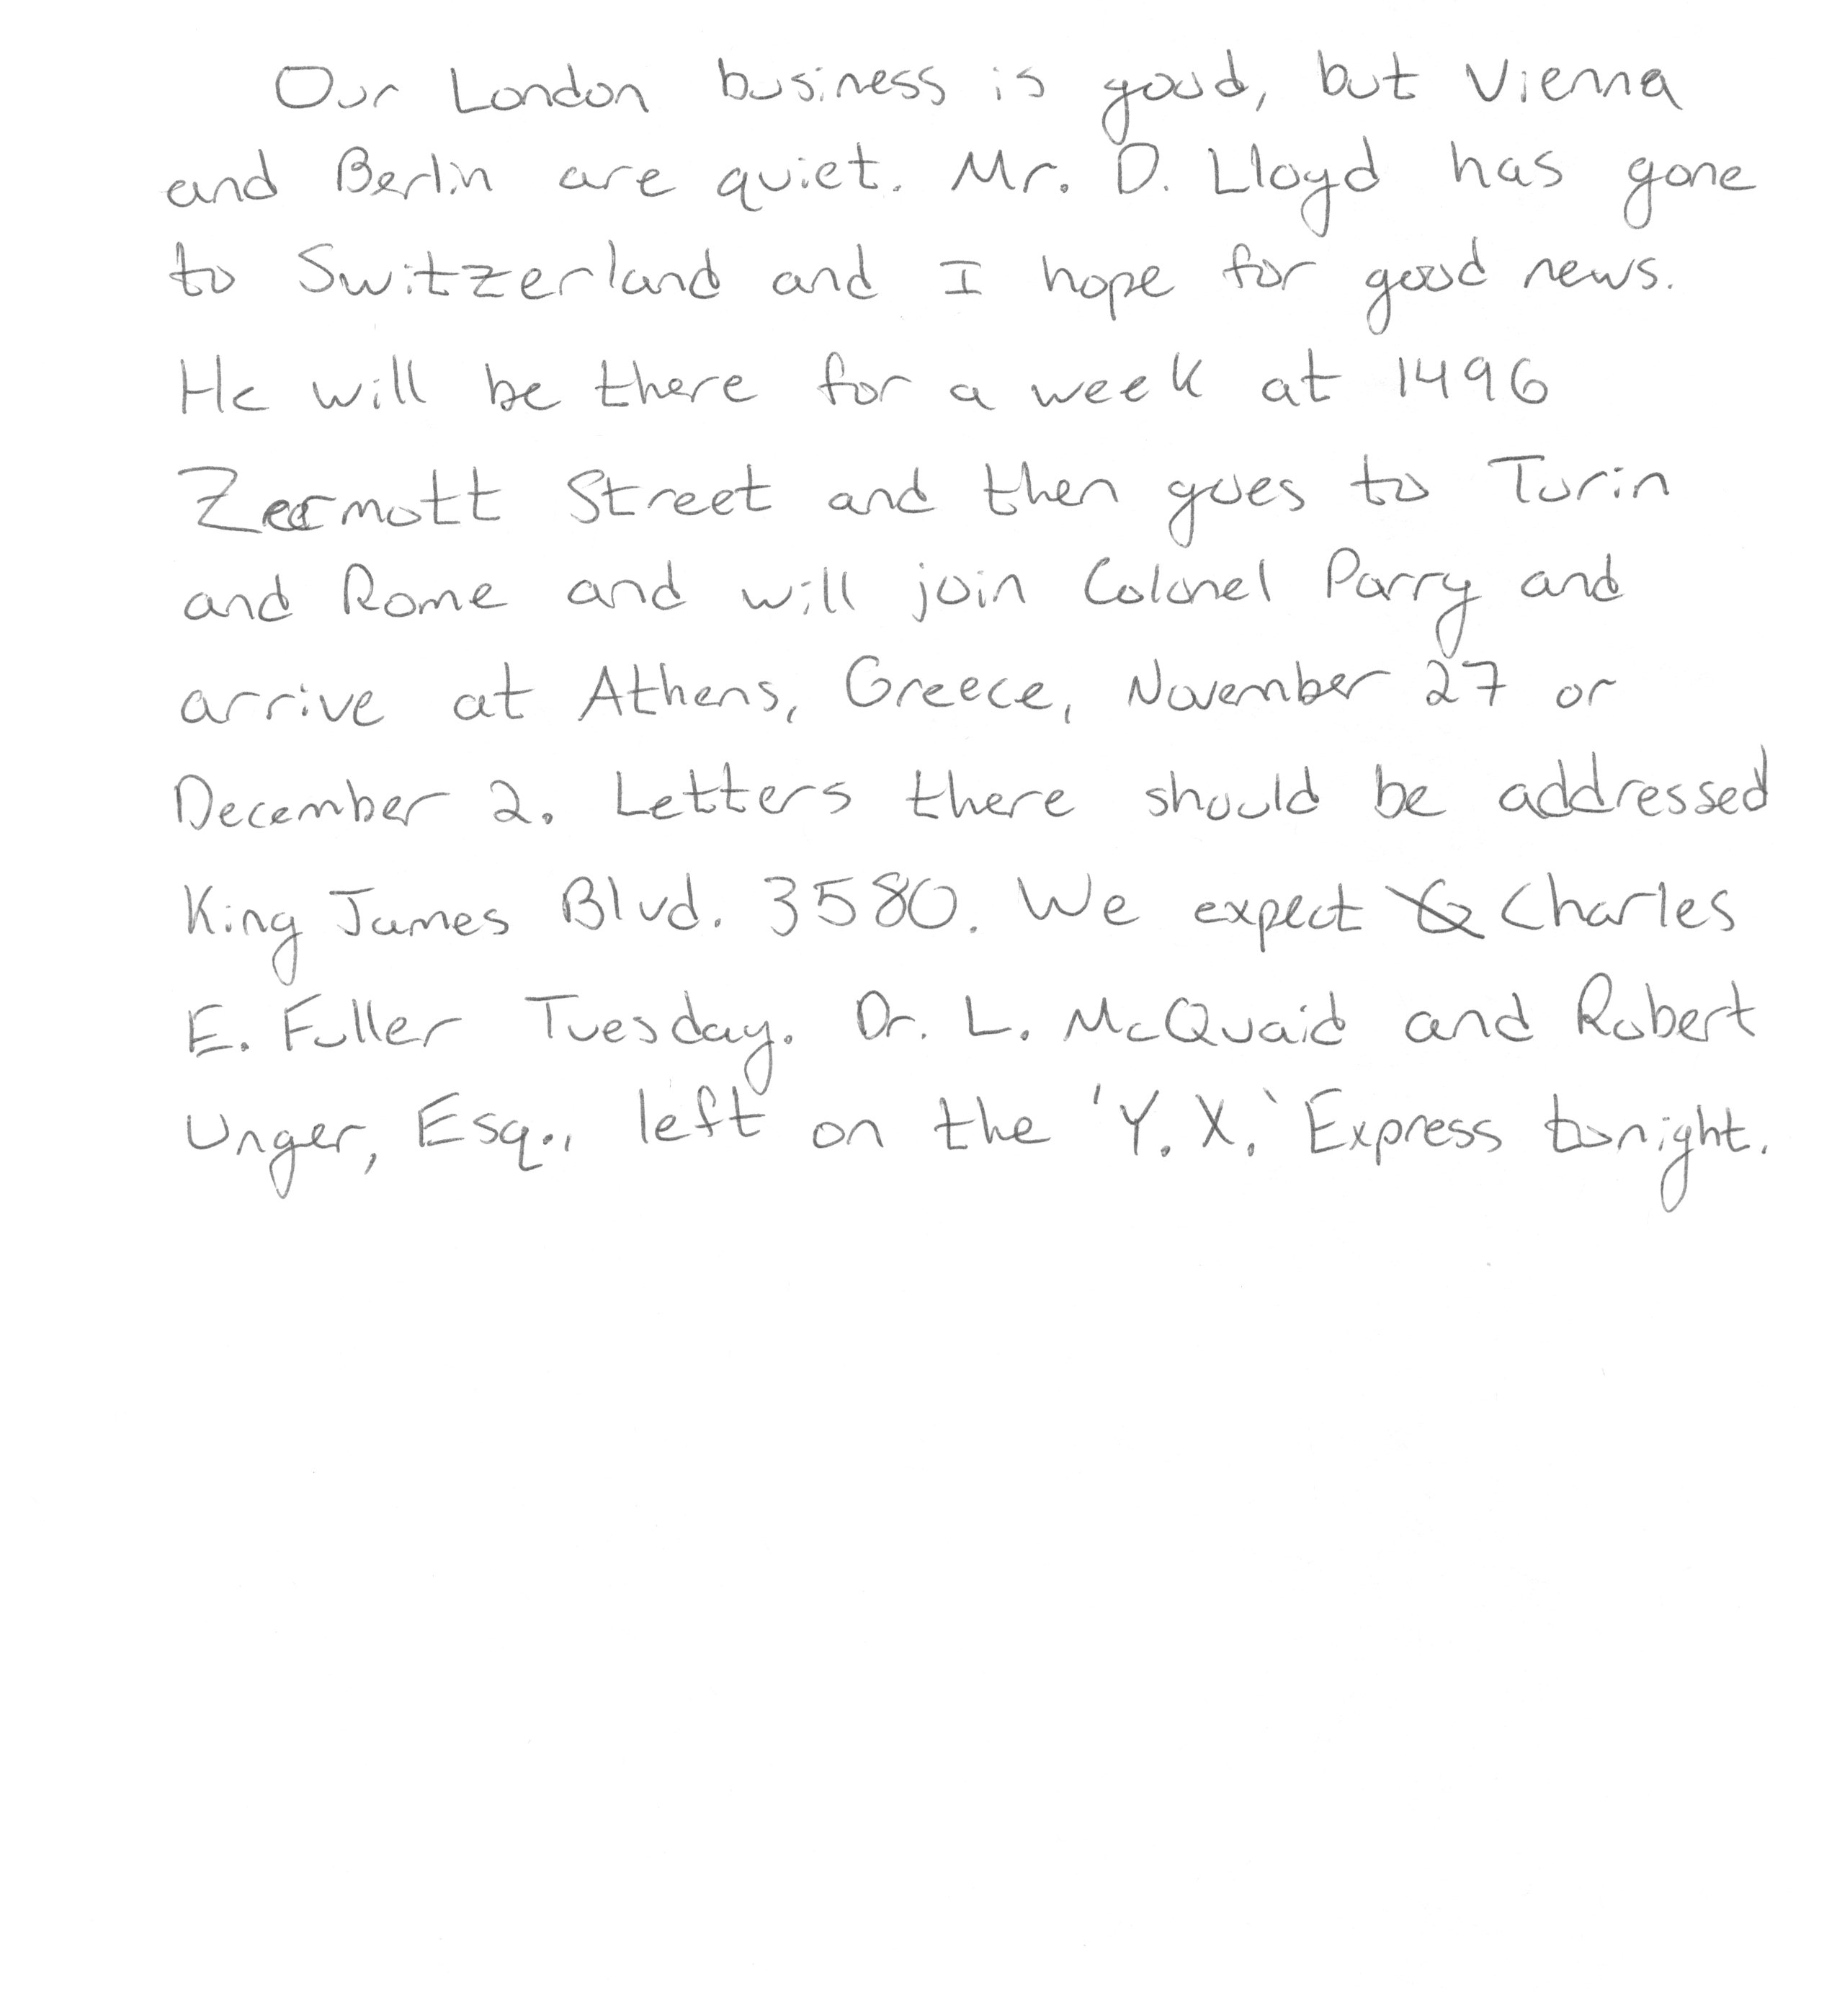 Our London business is good, but Vienna
and Berlin are quiet. Mr. D. Lloyd has gone
to Switzerland and I hope for good news.
He will be there for a week at 1496
Zermott Street and then goes to Turin
and Rome and will join Colonel Parry and
arrive at Athens, Greece, November 27 or
December 2. Letters there should be addressed
King James Blvd. 3580. We expect Charles
E. Fuller Tuesday. Dr. L. McQuaid and Robert
Unger, Esq., left on the 'Y. X.' Express tonight.